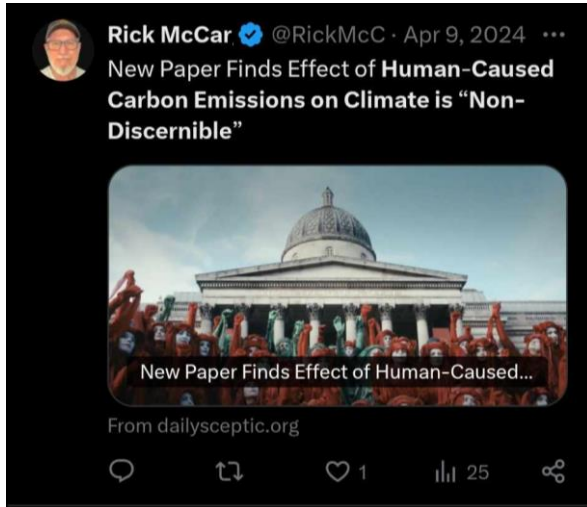 Rick McCar @RickMcC · Apr 9, 2024 ...
New Paper Finds Effect of Human-Caused
Carbon Emissions on Climate is “Non-
Discernible”
New Paper Finds Effect of Human-Caused...
From dailysceptic.org
1 25